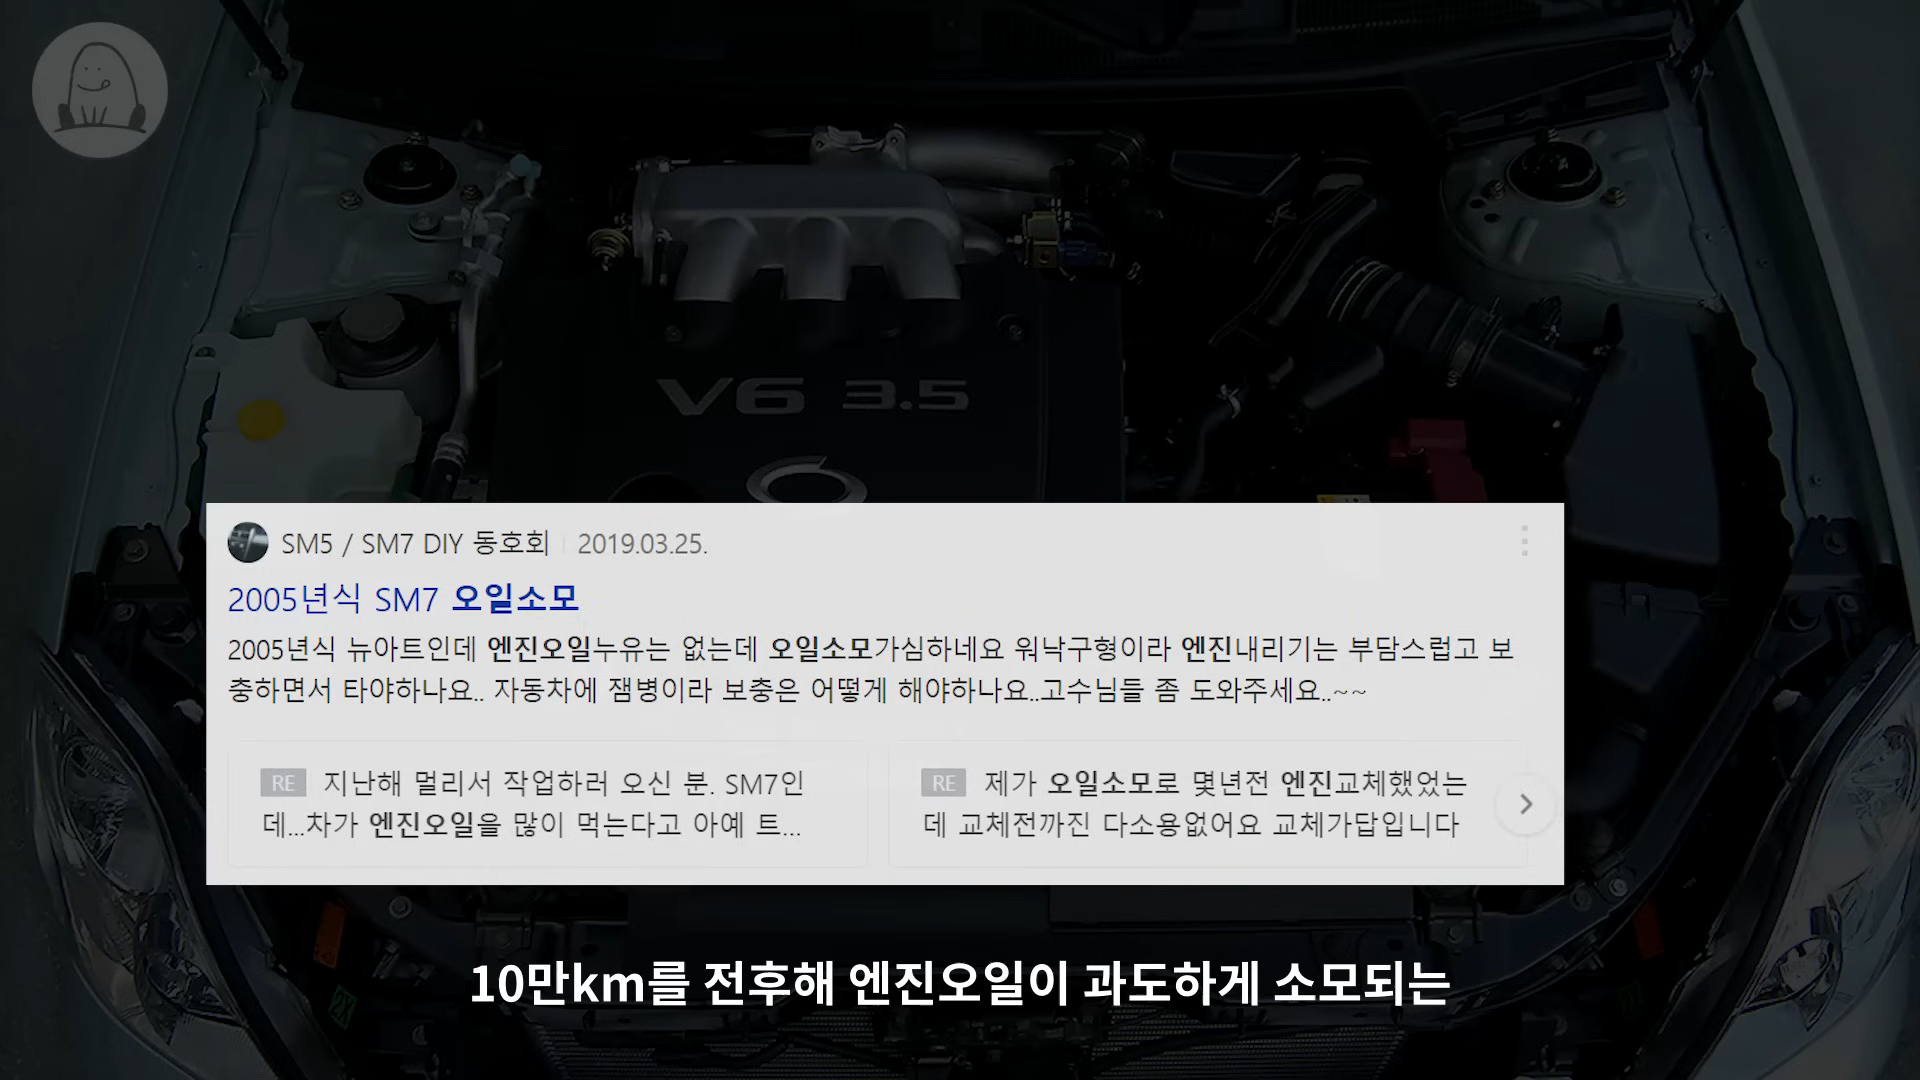 V6 3.5
SM5 / SM7 DIY 동호회 2019.03.25.
2005년식 SM7 오일소모
2005년식 뉴아트인데 엔진오일누유는 없는데 오일소모가심하네요 워낙구형이라 엔진내리기는 부담스럽고 보
충하면서 타야하나요.. 자동차에 잼병이라 보충은 어떻게 해야하나요..고수님들 좀 도와주세요..~~
RE 지난해 멀리서 작업하러 오신 분. SM7인
데...차가 엔진오일을 많이 먹는다고 아예 트...
RE 제가 오일소모로 몇년전 엔진교체했었는
데 교체전까진 다소용없어요 교체가답입니다
10만km를 전후해 엔진오일이 과도하게 소모되는